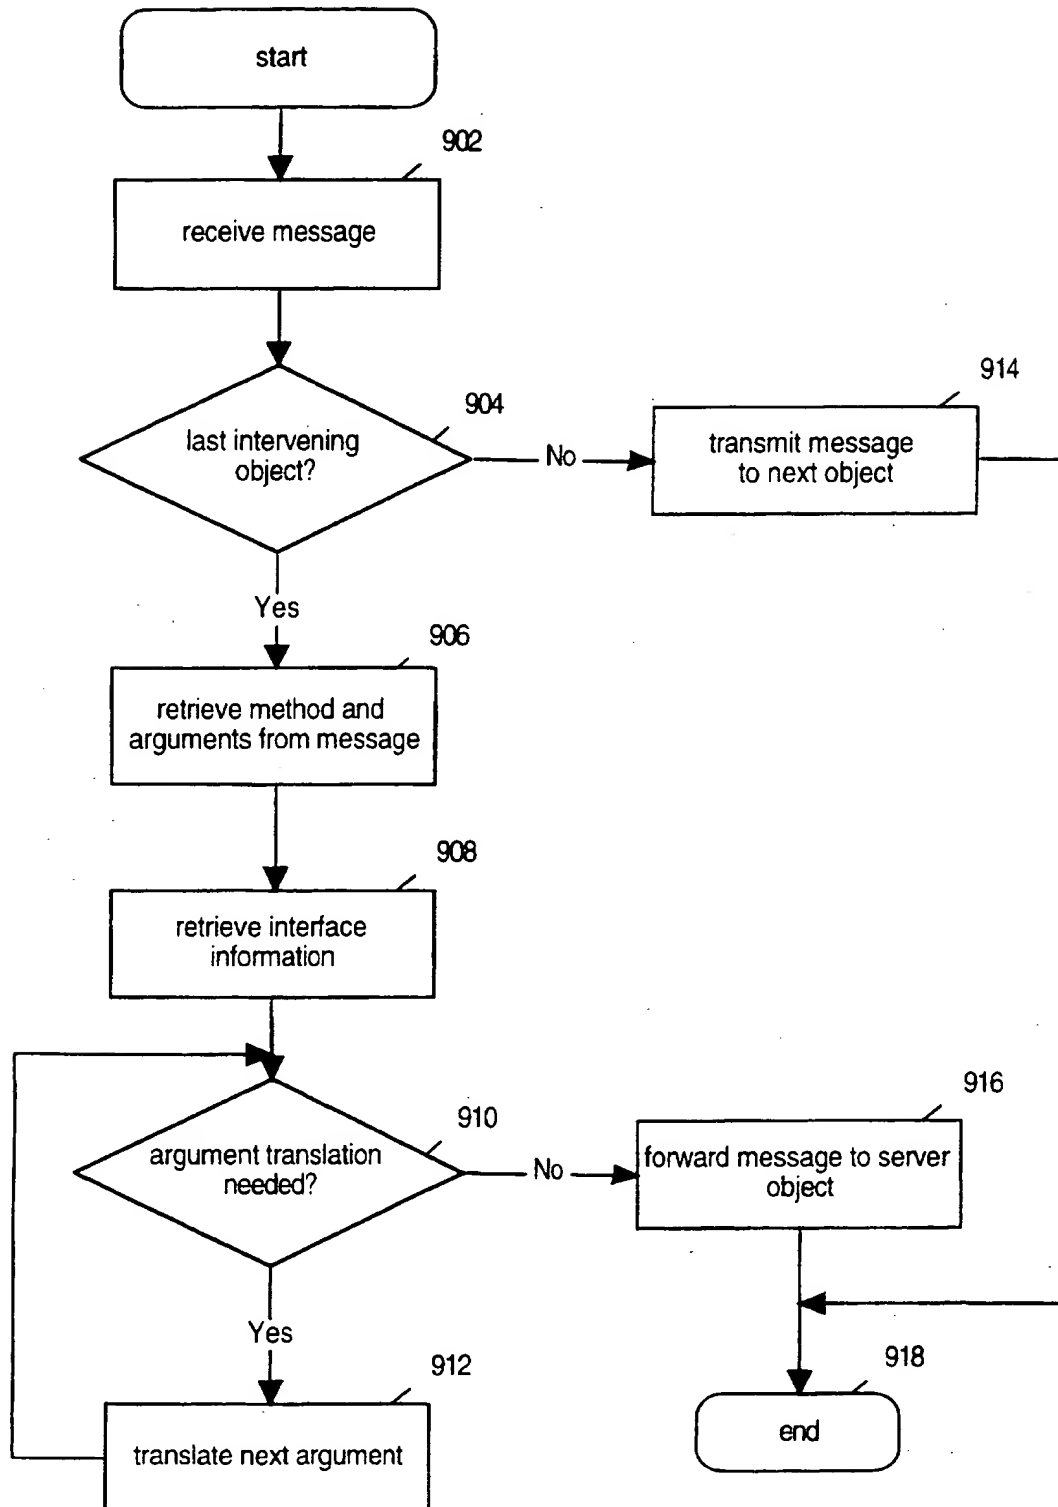 start
902
receive message
904
last intervening
object?
No
914
transmit message
to next object
Yes
906
retrieve method and
arguments from message
908
retrieve interface
information
910
argument translation
needed?
No
916
forward message to server
object
Yes
912
translate next argument
918
end